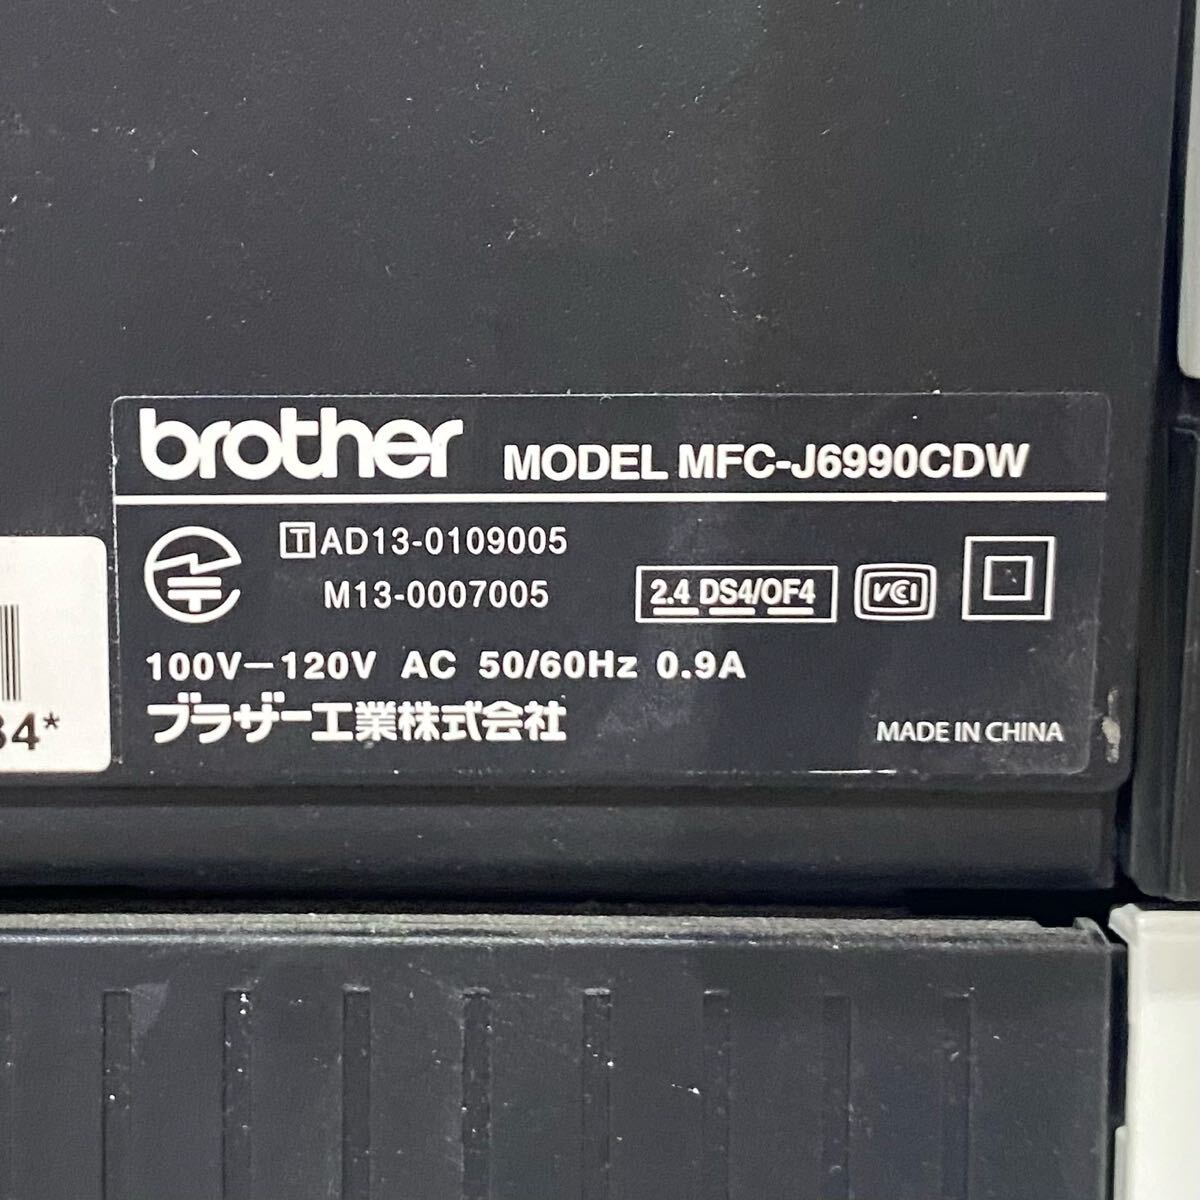 brother MODEL MFC-J6990CDW
T AD13-0109005
M13-0007005
2.4 DS4/OF4
VCI
100V-120V AC 50/60Hz 0.9A
ブラザー工業株式会社
MADE IN CHINA
34*